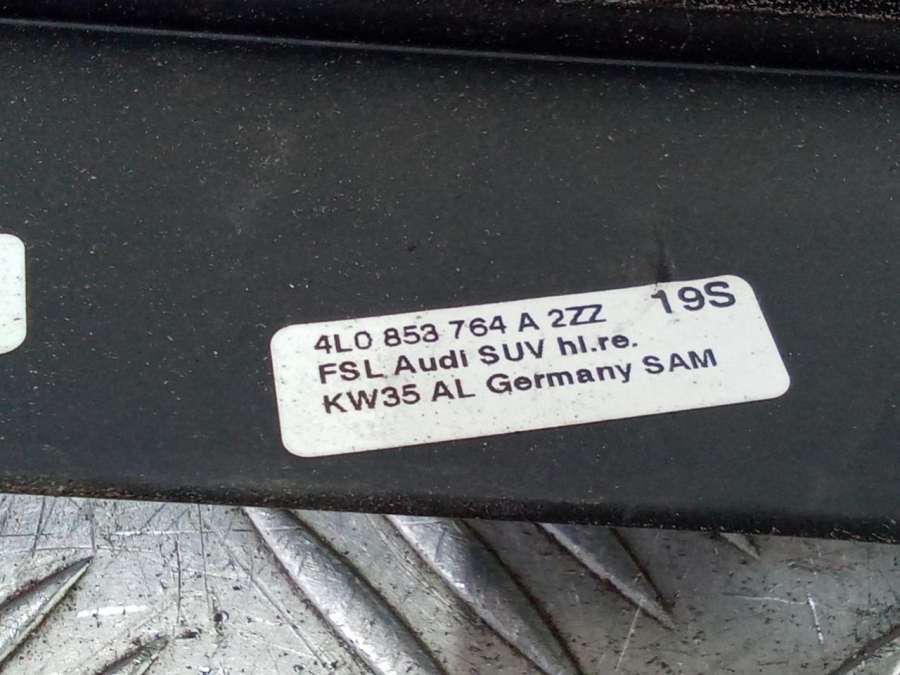 4L0 853 764 A 2ZZ 19S
FSL Audi SUV hl.re.
KW35 AL Germany SAM